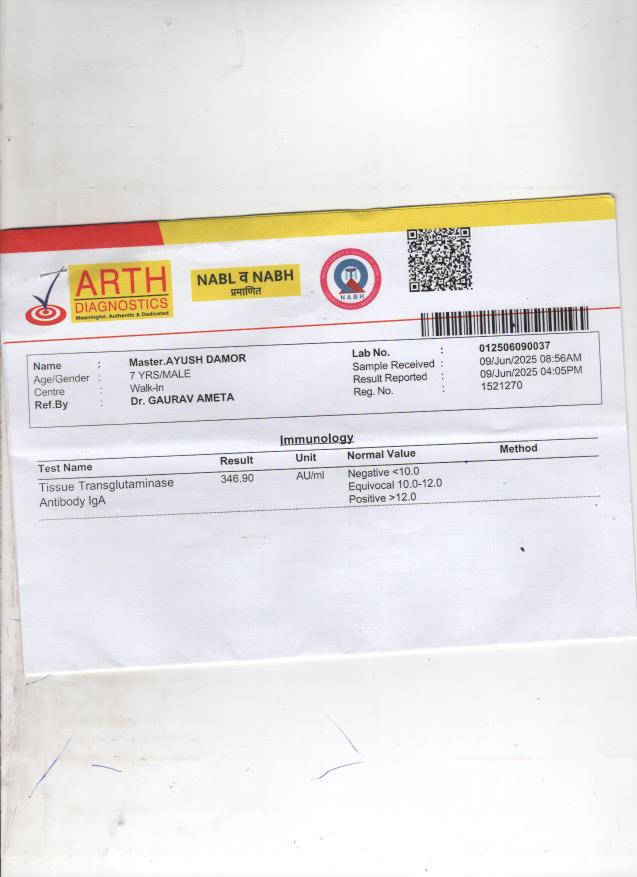 ARTH
DIAGNOSTICS
Meaningful, Authentic & Dedicated
NABL व NABH
प्रमाणित
NABH
Name : Master.AYUSH DAMOR
Age/Gender : 7 YRS/MALE
Centre : Walk-In
Ref.By : Dr. GAURAV AMETA
Lab No. : 012506090037
Sample Received : 09/Jun/2025 08:56AM
Result Reported : 09/Jun/2025 04:05PM
Reg. No. : 1521270
Immunology
Test Name Result Unit Normal Value Method
Tissue Transglutaminase 346.90 AU/ml Negative <10.0
Antibody IgA Equivocal 10.0-12.0
Positive >12.0